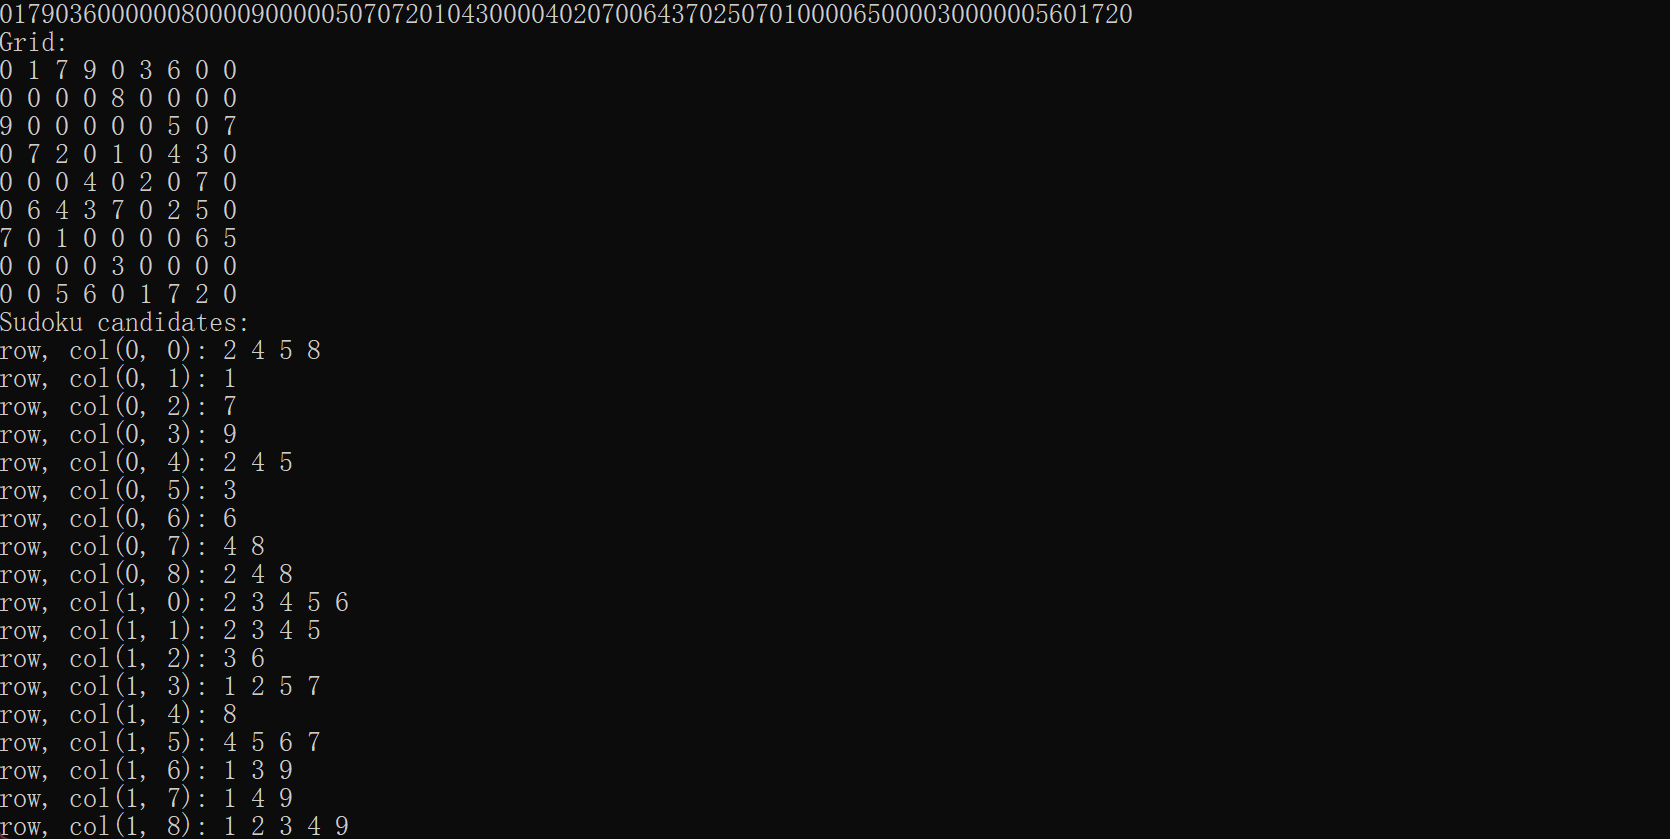 017903600000080000900000507072010430000402070064370250701000065000030000005601720
Grid:
0 1 7 9 0 3 6 0 0
0 0 0 0 8 0 0 0 0
9 0 0 0 0 0 5 0 7
0 7 2 0 1 0 4 3 0
0 0 0 4 0 2 0 7 0
0 6 4 3 7 0 2 5 0
7 0 1 0 0 0 0 6 5
0 0 0 0 3 0 0 0 0
0 0 5 6 0 1 7 2 0
Sudoku candidates:
row, col(0, 0): 2 4 5 8
row, col(0, 1): 1
row, col(0, 2): 7
row, col(0, 3): 9
row, col(0, 4): 2 4 5
row, col(0, 5): 3
row, col(0, 6): 6
row, col(0, 7): 4 8
row, col(0, 8): 2 4 8
row, col(1, 0): 2 3 4 5 6
row, col(1, 1): 2 3 4 5
row, col(1, 2): 3 6
row, col(1, 3): 1 2 5 7
row, col(1, 4): 8
row, col(1, 5): 4 5 6 7
row, col(1, 6): 1 3 9
row, col(1, 7): 1 4 9
row, col(1, 8): 1 2 3 4 9